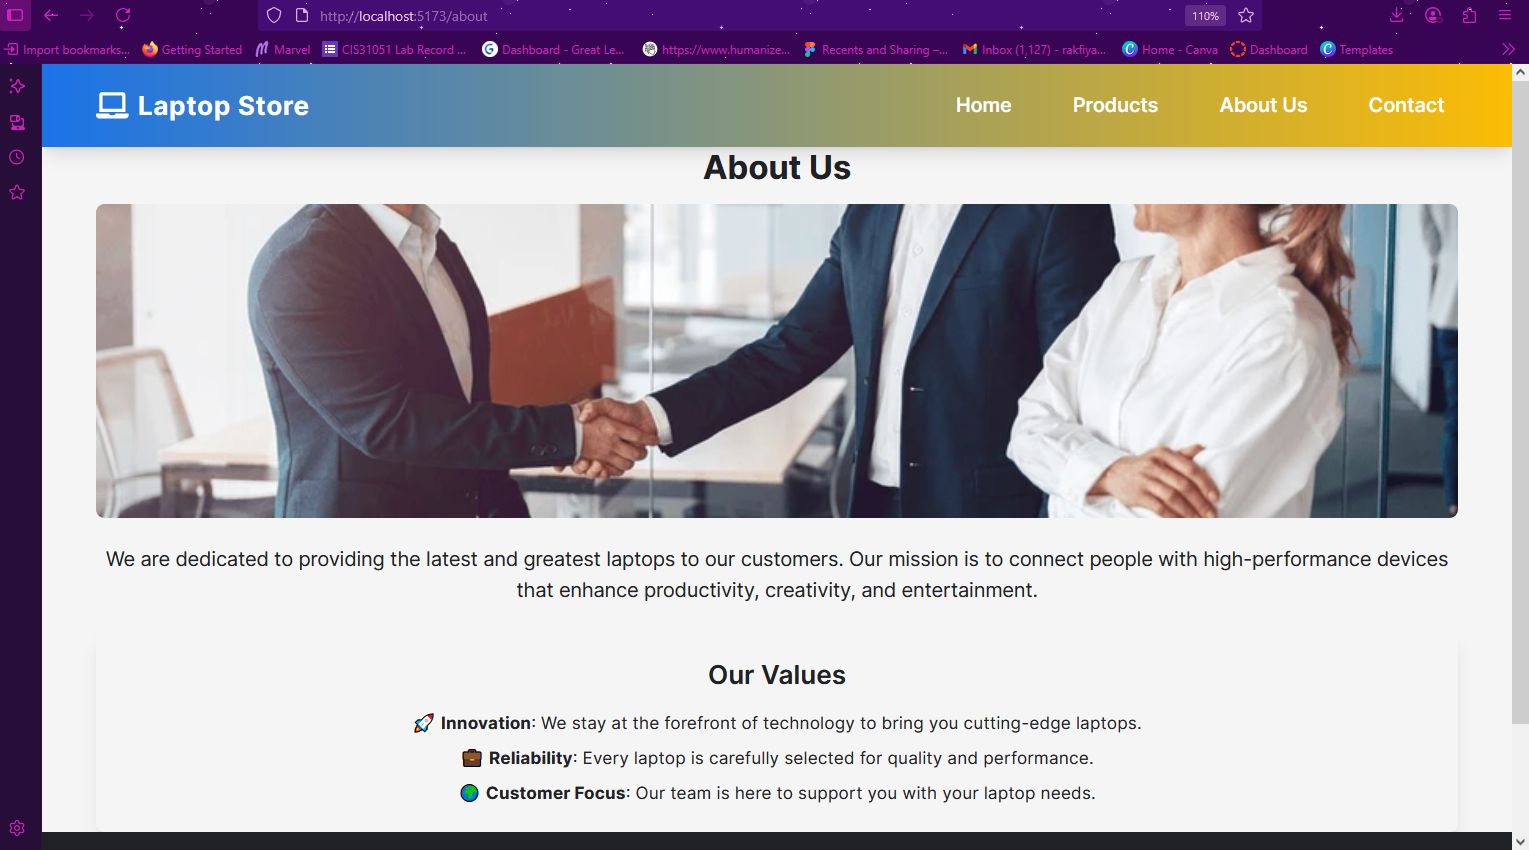 http://localhost:5173/about
110%
Import bookmarks...
Getting Started
Marvel
CIS31051 Lab Record ...
Dashboard - Great Le...
https://www.humanize...
Recents and Sharing –...
Inbox (1,127) - rakfiya...
Home - Canva
Dashboard
Templates
Laptop Store
Home
Products
About Us
Contact
About Us
We are dedicated to providing the latest and greatest laptops to our customers. Our mission is to connect people with high-performance devices
that enhance productivity, creativity, and entertainment.
Our Values
🚀 Innovation: We stay at the forefront of technology to bring you cutting-edge laptops.
💼 Reliability: Every laptop is carefully selected for quality and performance.
🌍 Customer Focus: Our team is here to support you with your laptop needs.